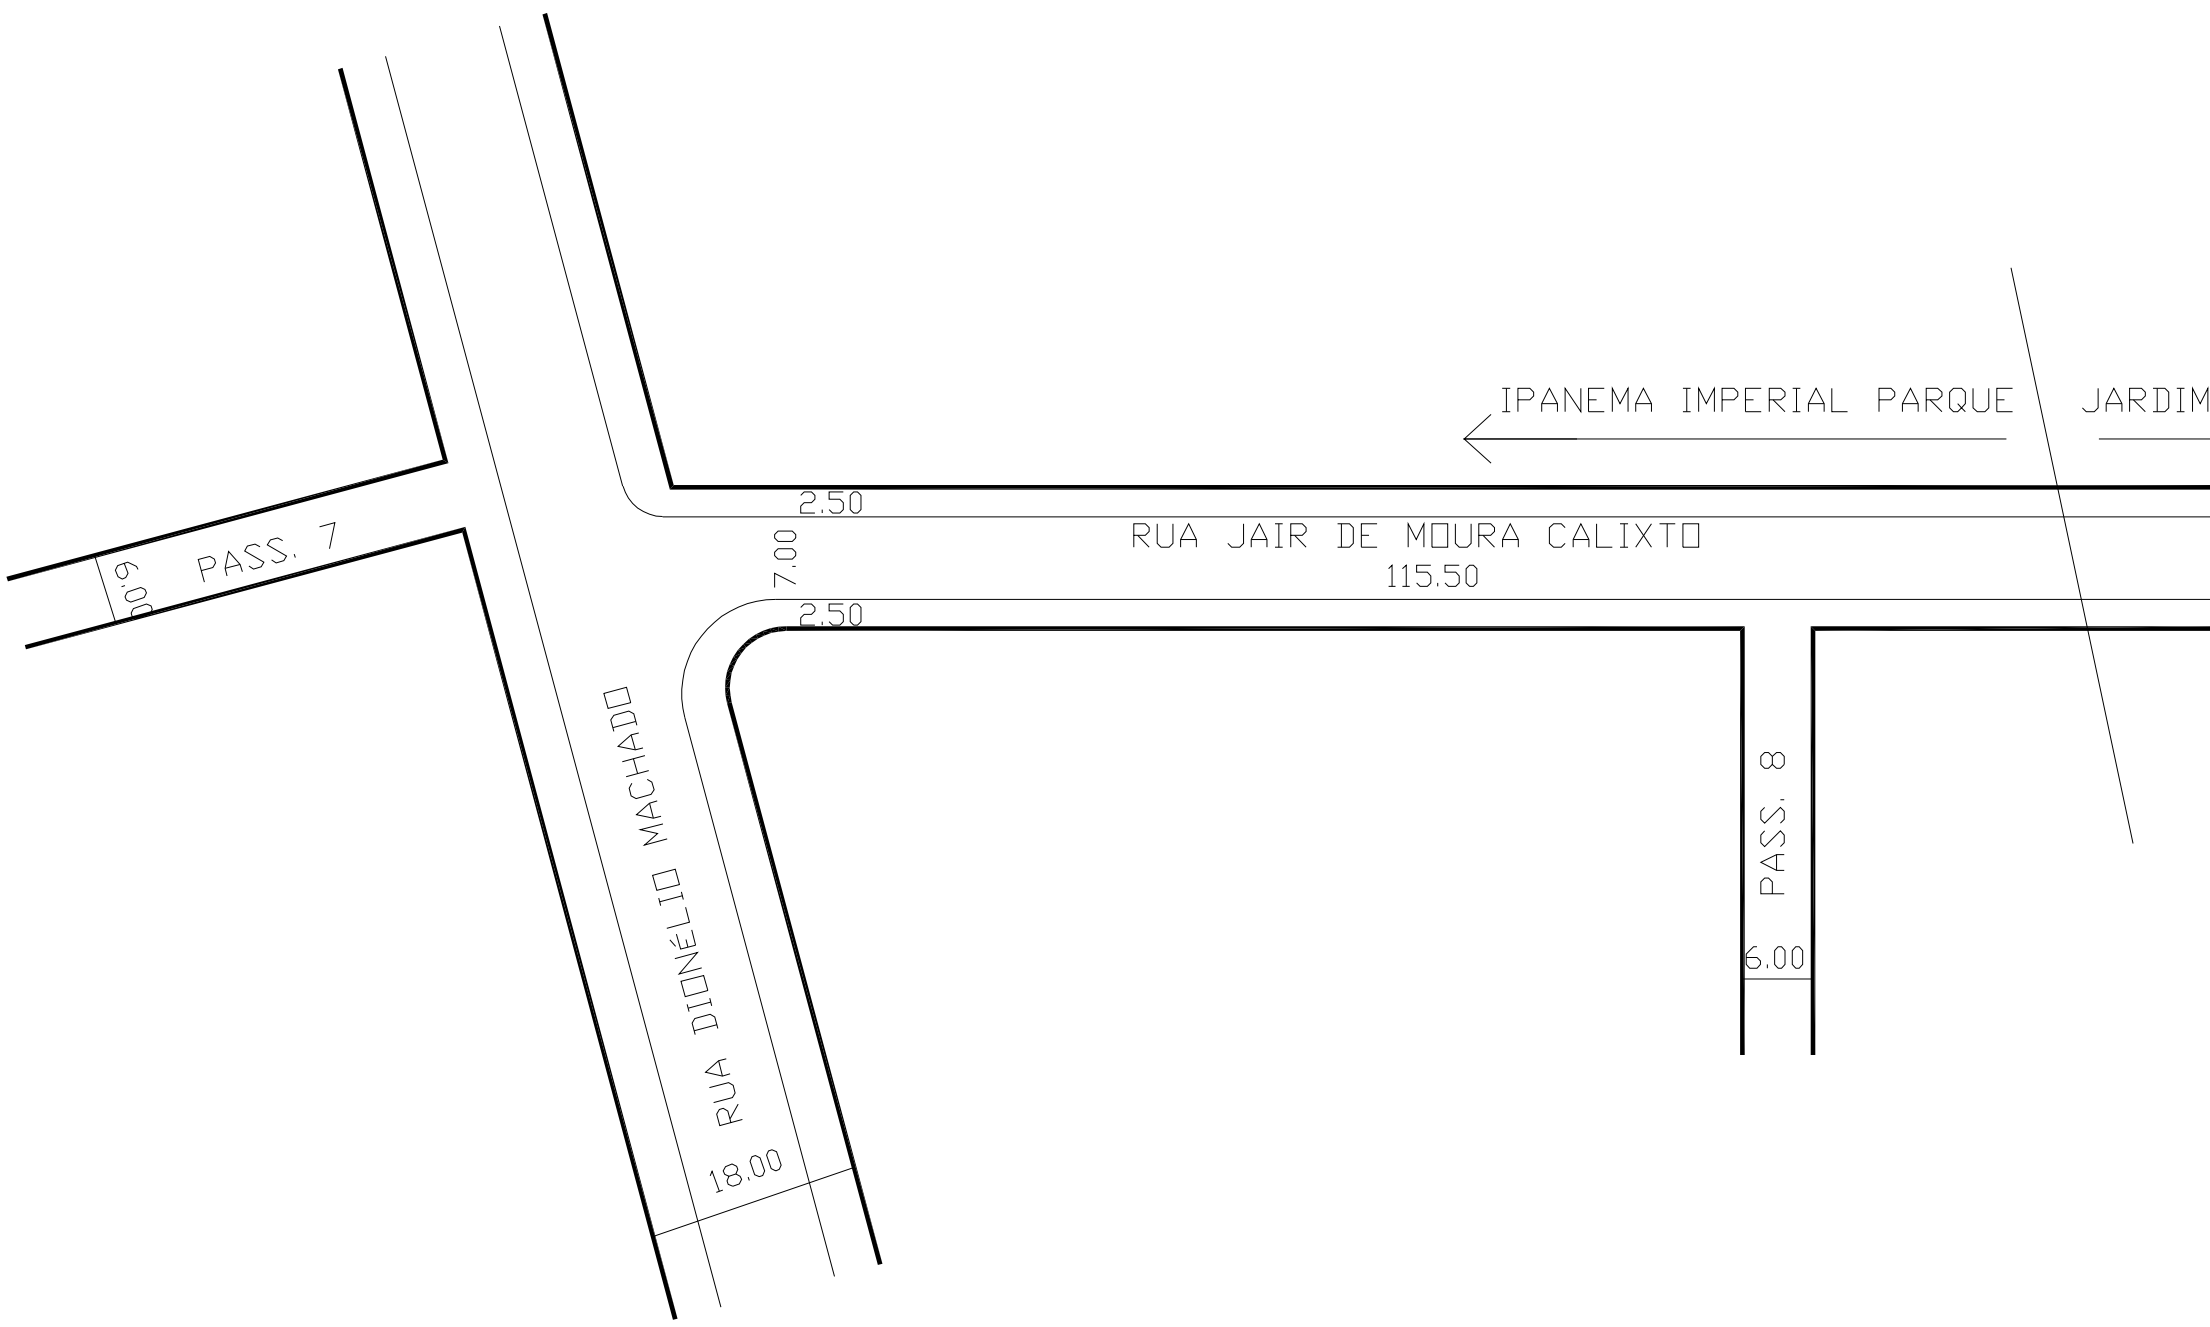 IPANEMA IMPERIAL PARQUE
JARDIM
2.50
RUA JAIR DE MOURA CALIXTO
7.00
115.50
2.50
PASS. 7
6.00
RUA DIONÉLIO MACHADO
18.00
PASS. 8
6.00